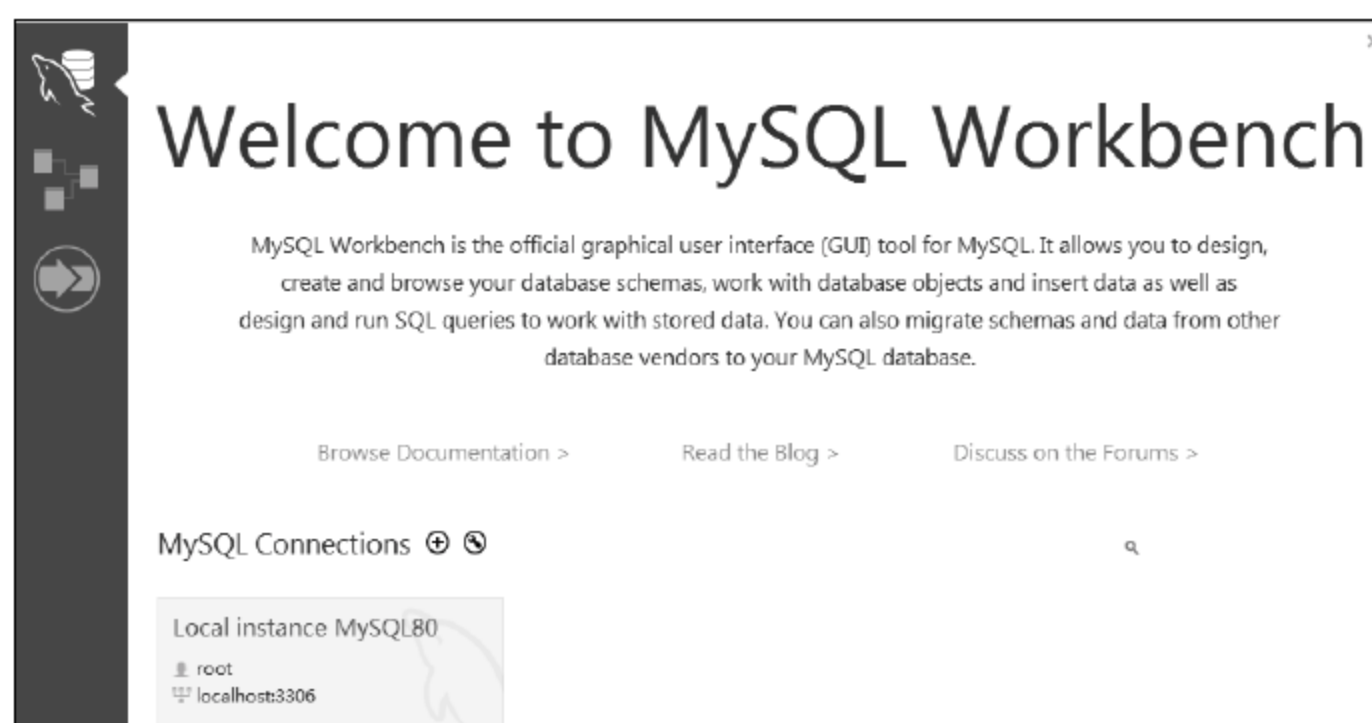 Welcome to MySQL Workbench
MySQL Workbench is the official graphical user interface (GUI) tool for MySQL. It allows you to design,
create and browse your database schemas, work with database objects and insert data as well as
design and run SQL queries to work with stored data. You can also migrate schemas and data from other
database vendors to your MySQL database.
Browse Documentation >
Read the Blog >
Discuss on the Forums >
MySQL Connections
Local instance MySQL80
root
localhost:3306